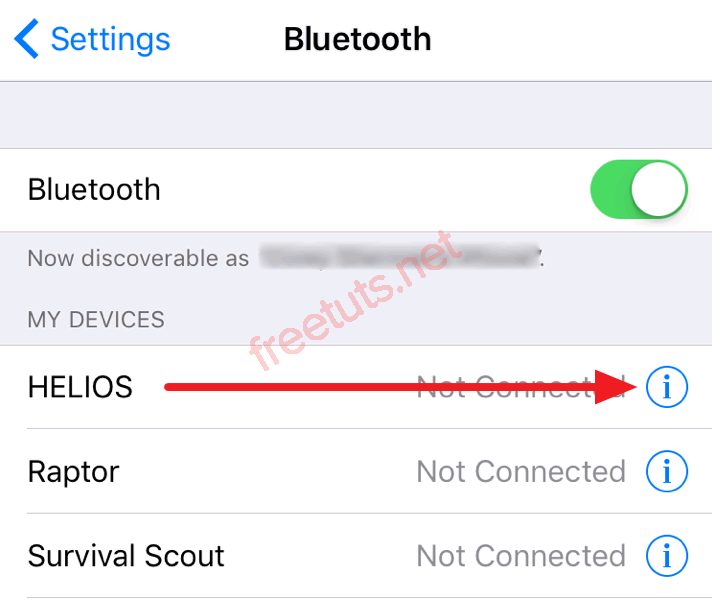 Settings
Bluetooth
Bluetooth
Now discoverable as
freetuts.net
MY DEVICES
HELIOS Not Connected
Raptor Not Connected
Survival Scout Not Connected